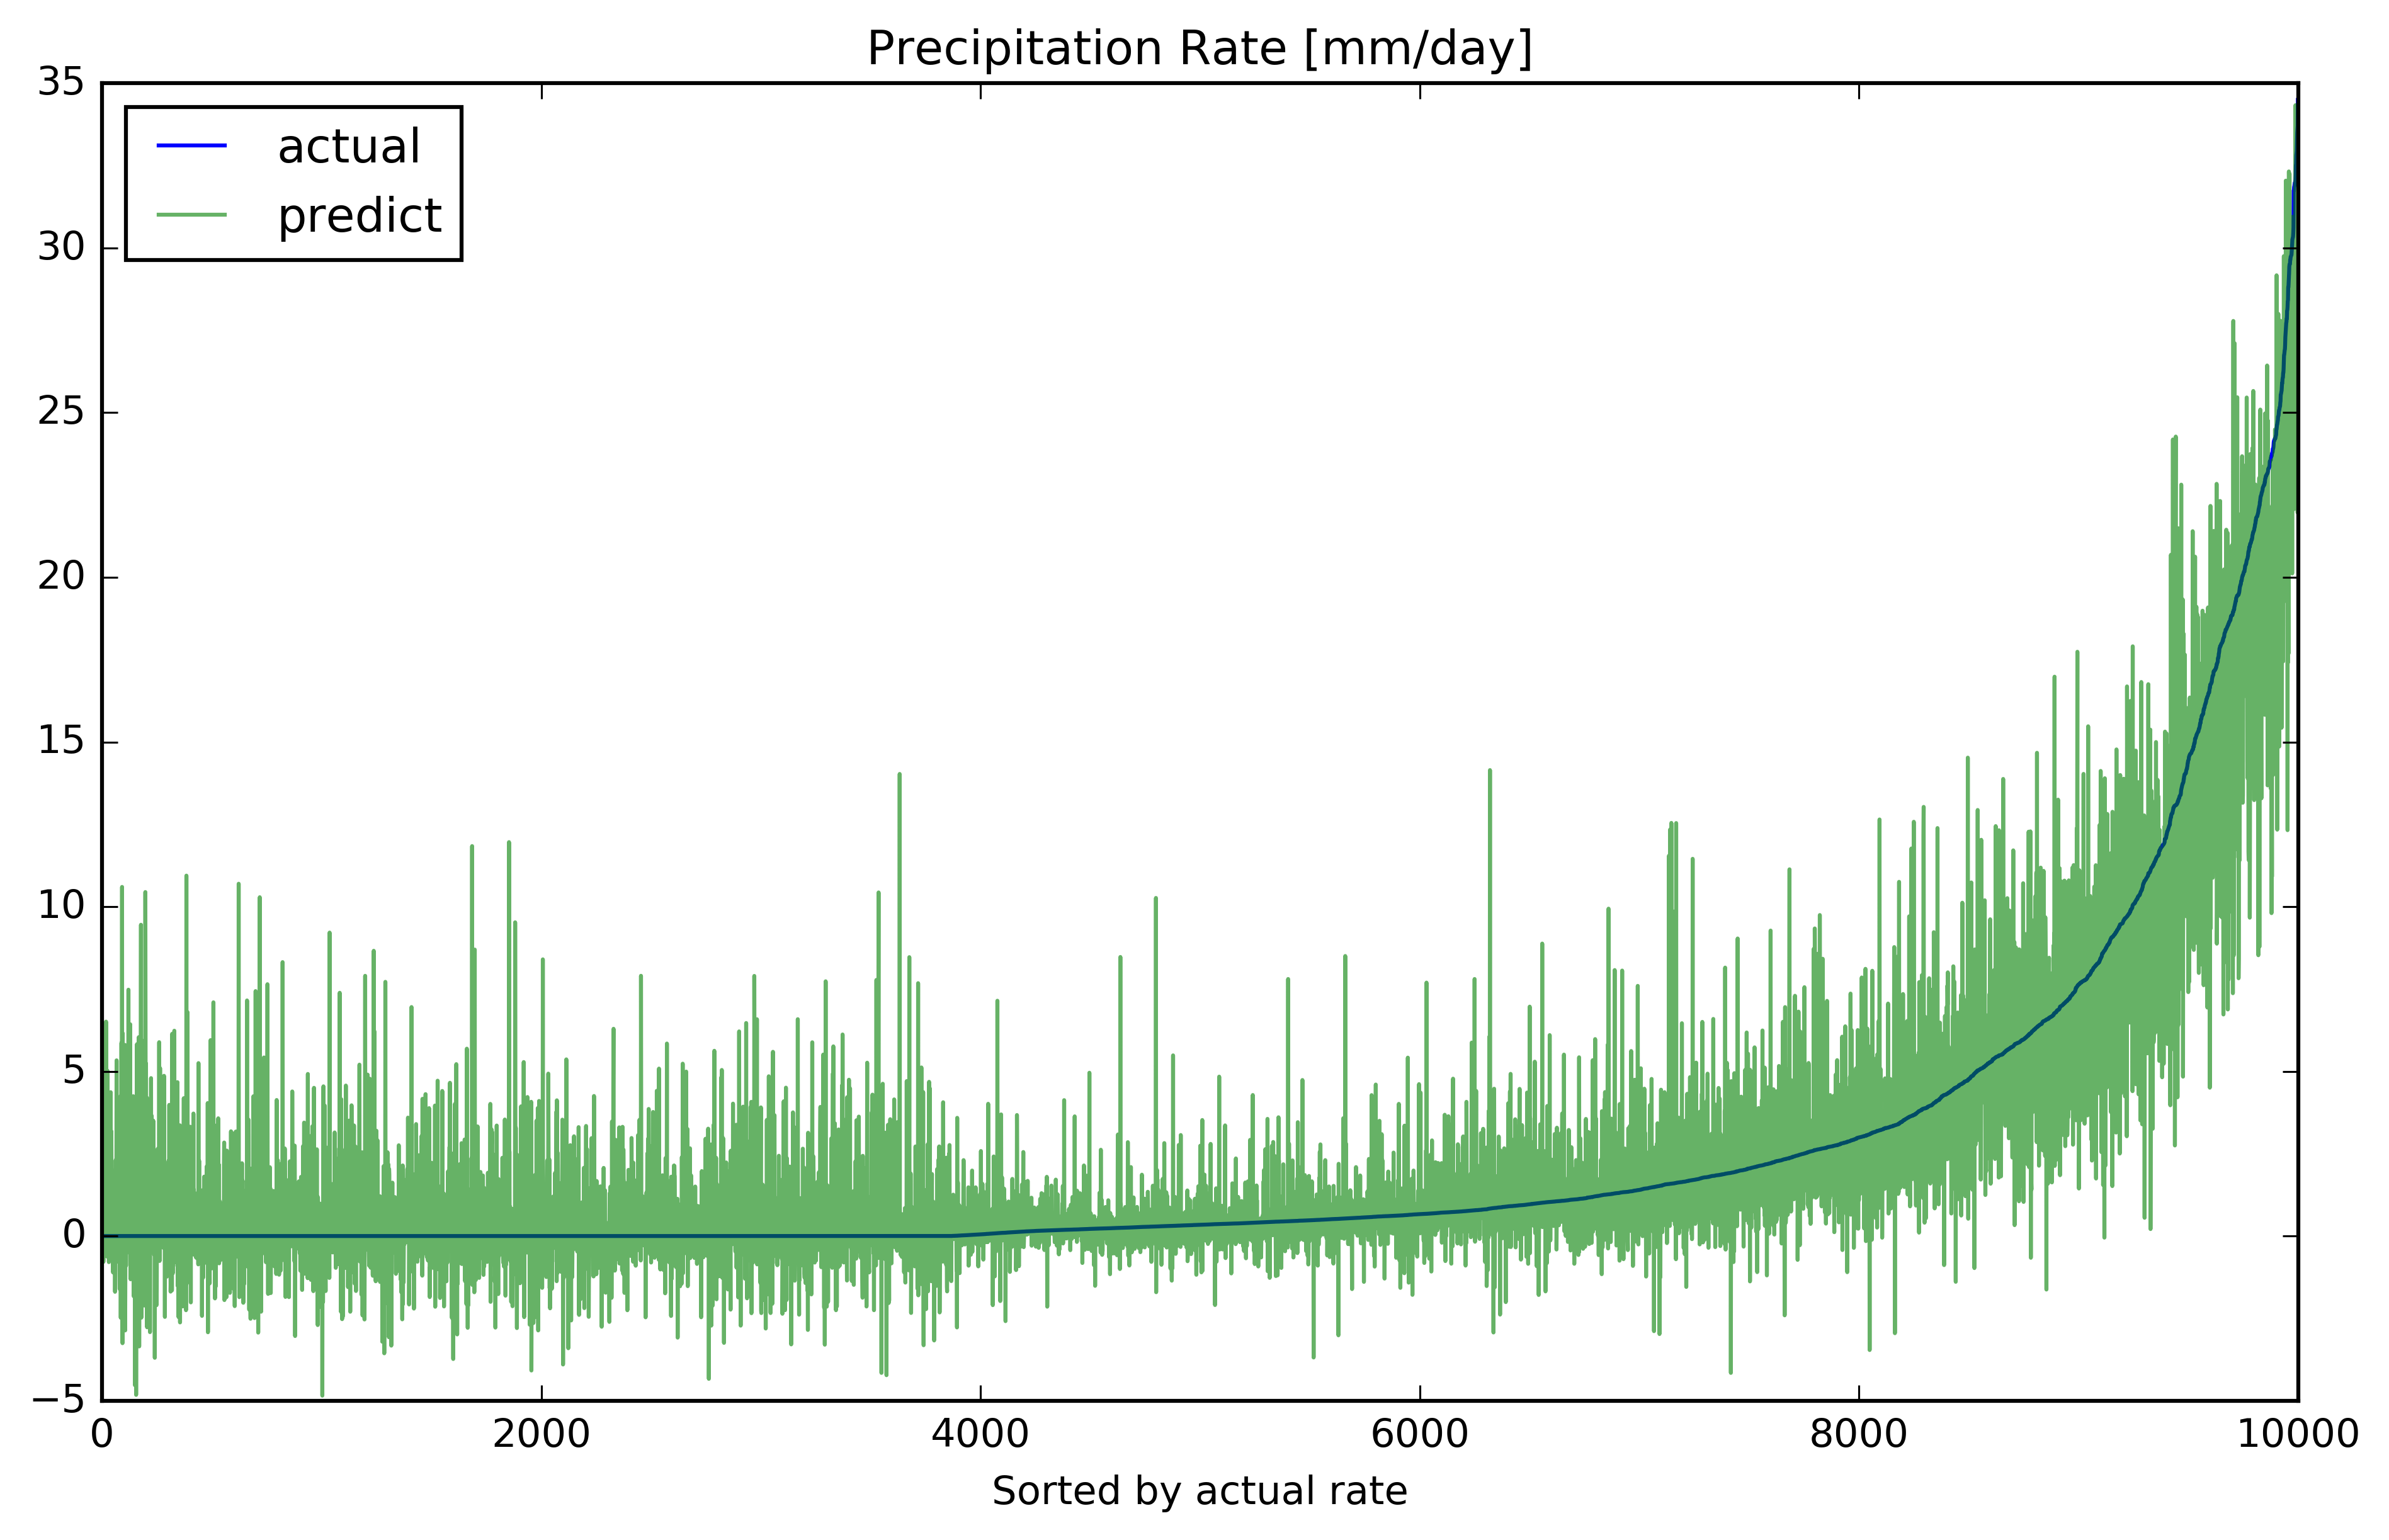 Precipitation Rate [mm/day]
35
30
25
20
15
10
5
0
−5
actual
predict
0 2000 4000 6000 8000 10000
Sorted by actual rate